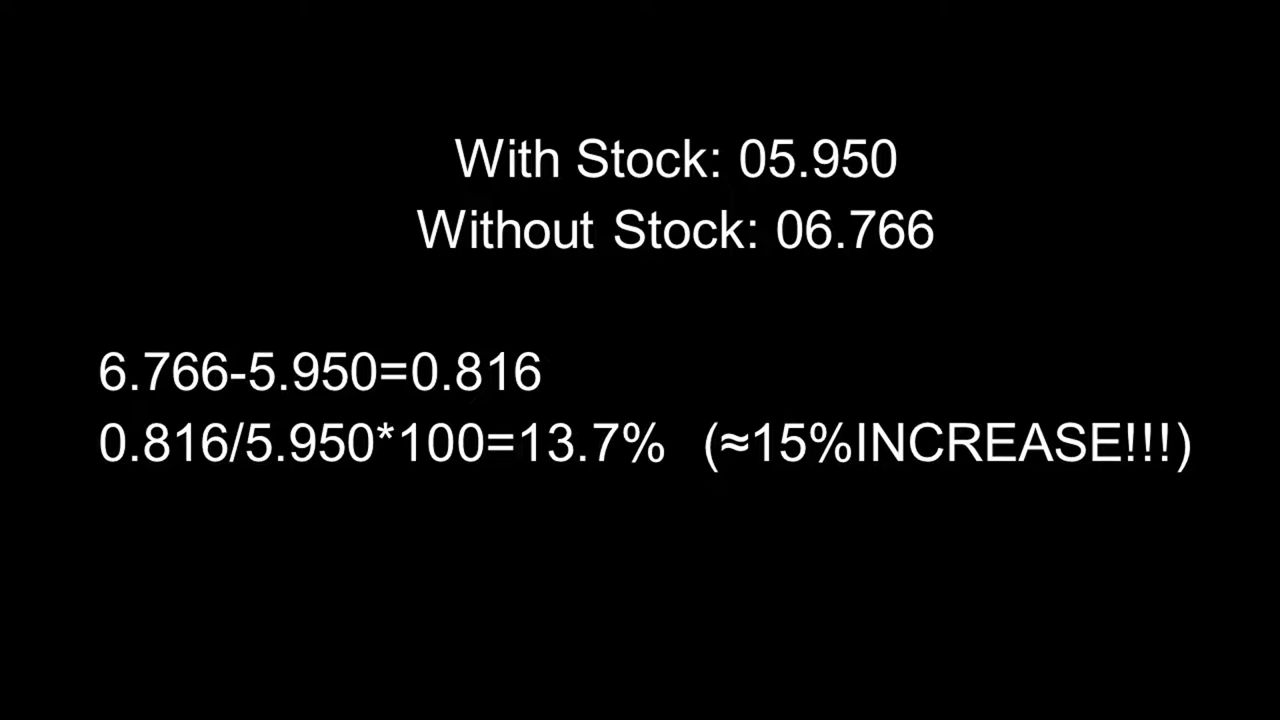 With Stock: 05.950
Without Stock: 06.766
6.766-5.950=0.816
0.816/5.950*100=13.7% (≈15%INCREASE!!!)